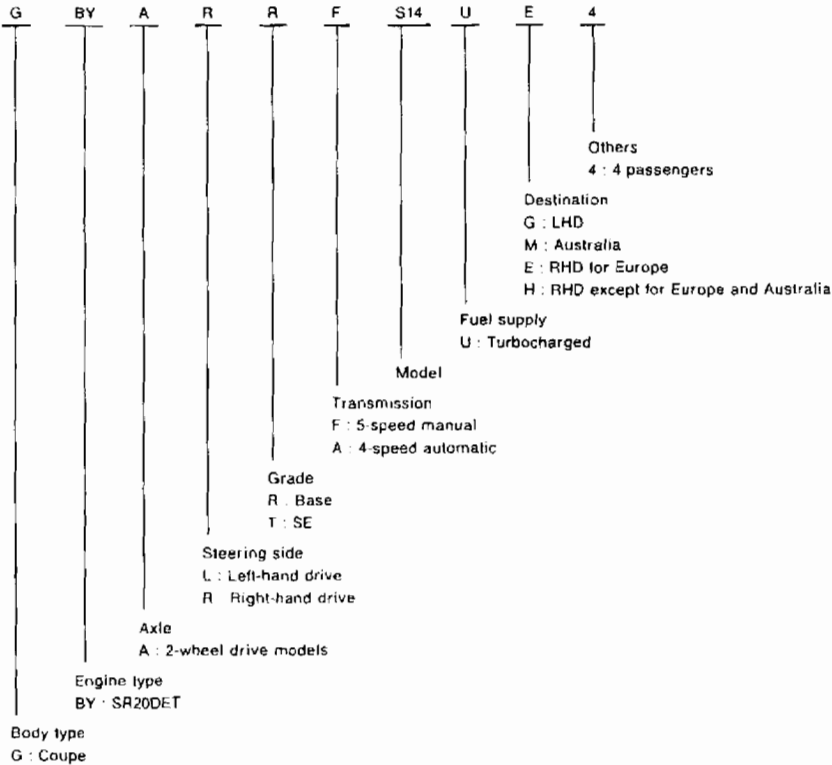 G BY A R R F S14 U E 4
Others
4 : 4 passengers
Destination
G : LHD
M : Australia
E : RHD for Europe
H : RHD except for Europe and Australia
Fuel supply
U : Turbocharged
Model
Transmission
F : 5-speed manual
A : 4-speed automatic
Grade
R : Base
T : SE
Steering side
L : Left-hand drive
R Right-hand drive
Axle
A : 2-wheel drive models
Engine type
BY : SR20DET
Body type
G : Coupe